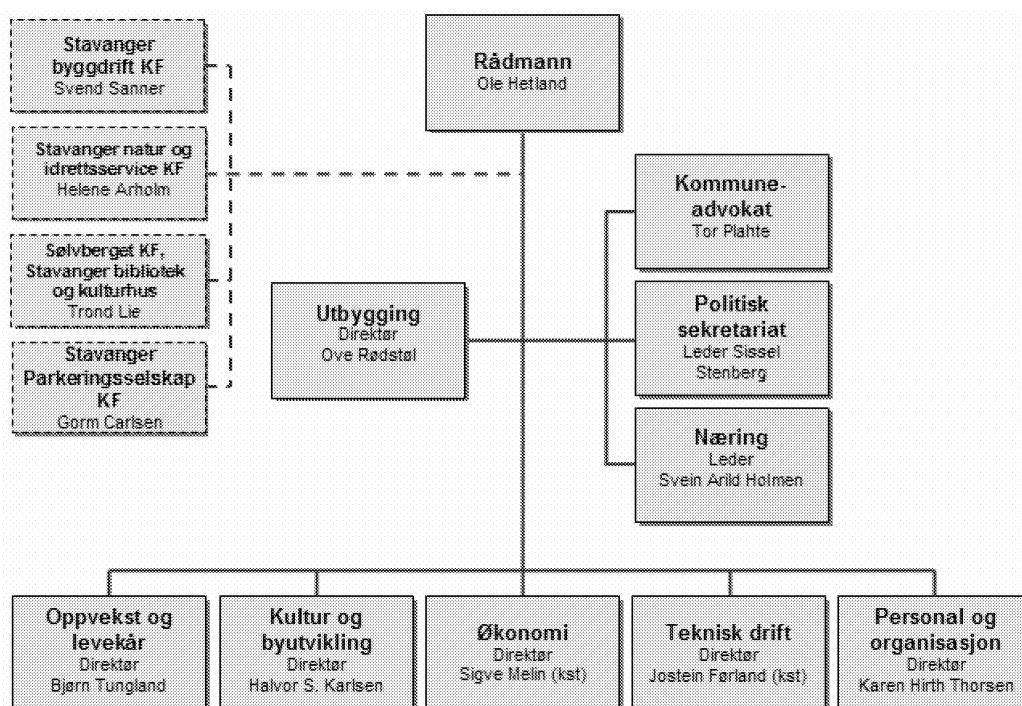 Stavanger
byggdrift KF
Svend Sanner
Rådmann
Ole Hetland
Stavanger natur og
idrettsservice KF
Helene Arholm
Kommune-
advokat
Tor Plahte
Sølvberget KF,
Stavanger bibliotek
og kulturhus
Trond Lie
Utbygging
Direktør
Ove Rødstøl
Politisk
sekretariat
Leder Sissel
Stenberg
Stavanger
Parkeringsselskap
KF
Gorm Carlsen
Næring
Leder
Svein Arild Holmen
Oppvekst og
levekår
Direktør
Bjørn Tungland
Kultur og
byutvikling
Direktør
Halvor S. Karlsen
Økonomi
Direktør
Sigve Melin (kst)
Teknisk drift
Direktør
Jostein Førland (kst)
Personal og
organisasjon
Direktør
Karen Hirth Thorsen